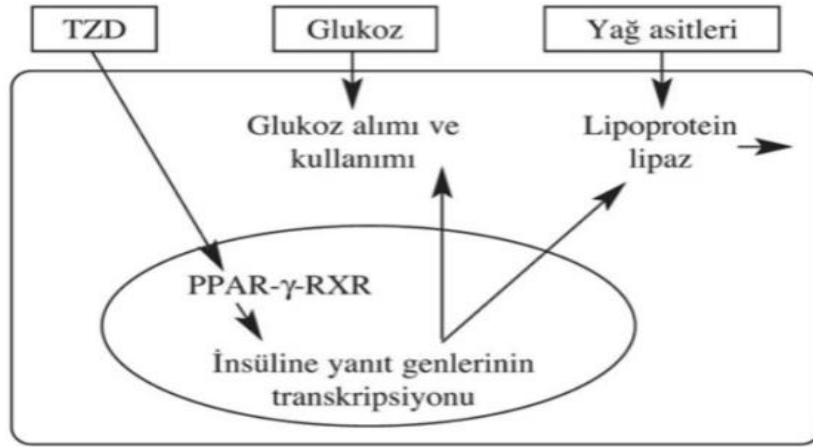 TZD
Glukoz
Yağ asitleri
Glukoz alımı ve
kullanımı
Lipoprotein
lipaz
PPAR-γ-RXR
İnsüline yanıt genlerinin
transkripsiyonu